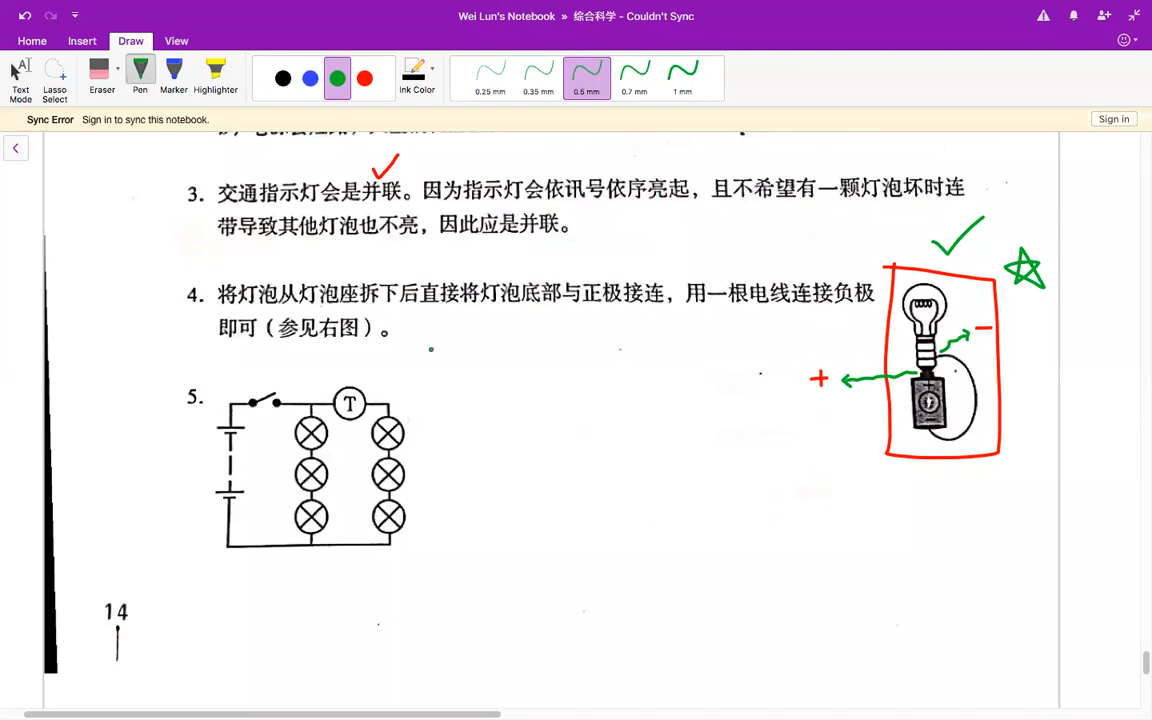 Wei Lun's Notebook » 综合科学 - Couldn't Sync
Home Insert Draw View
Text Mode
Lasso Select
Eraser
Pen
Marker
Highlighter
Ink Color
0.25 mm
0.35 mm
0.5 mm
0.7 mm
1 mm
Sync Error Sign in to sync this notebook.
Sign in
3. 交通指示灯会是并联。因为指示灯会依讯号依序亮起，且不希望有一颗灯泡坏时连
带导致其他灯泡也不亮，因此应是并联。
4. 将灯泡从灯泡座拆下后直接将灯泡底部与正极接连，用一根电线连接负极
即可（参见右图）。
−
+
+
5.
T
14